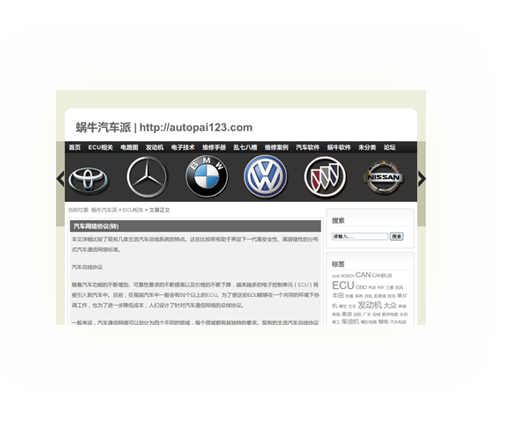 蜗牛汽车派 | http://autopai123.com
首页 ECU相关 电路图 发动机 电子技术 维修手册 乱七八糟 维修案例 汽车软件 蜗牛软件 未分类 论坛
BMW
NISSAN
当前位置: 蜗牛汽车派 > ECU相关 > 文章正文
汽车网络协议(转)
本文详细比较了现有几类主流汽车总线系统的特点。这些比较将有助于界定下一代高安全性、高容错性的分布
式汽车通信网络标准。
汽车总线协议
随着汽车功能的不断增加、可靠性要求的不断提高以及价格的不断下降，越来越多的电子控制单元（ECU）将
被引入到汽车中。目前，在高端汽车中一般会有50个以上的ECU。为了使这些ECU能够在一个共同的环境下协
调工作，也为了进一步降低成本，人们设计了针对汽车通信网络的总线协议。
一般来说，汽车通信网络可以划分为四个不同的领域，每个领域都有其独特的要求。现有的主流汽车总线协议
搜索
请输入. . . 搜索
标签
BOSCH CAN CANBUS
ECU OBD PCB PDF 三菱
丰田
发动机 大众
柴油机